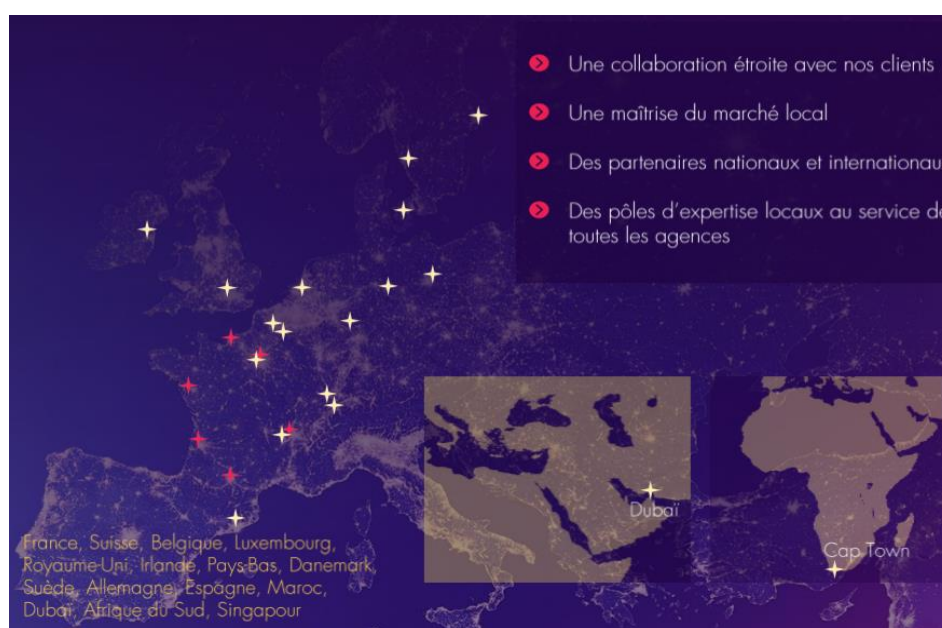 Une collaboration étroite avec nos clients
Une maîtrise du marché local
Des partenaires nationaux et internationau
Des pôles d'expertise locaux au service de
toutes les agences
Dubaï
Cap Town
France, Suisse, Belgique, Luxembourg,
Royaume-Uni, Irlande, Pays-Bas, Danemark,
Suède, Allemagne, Espagne, Maroc,
Dubaï, Afrique du Sud, Singapour